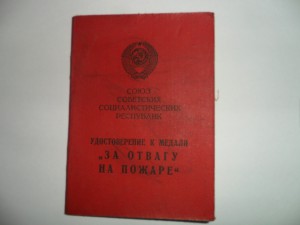 СОЮЗ
СОВЕТСКИХ
СОЦИАЛИСТИЧЕСКИХ
РЕСПУБЛИК
УДОСТОВЕРЕНИЕ К МЕДАЛИ
„ЗА ОТВАГУ
НА ПОЖАРЕ“